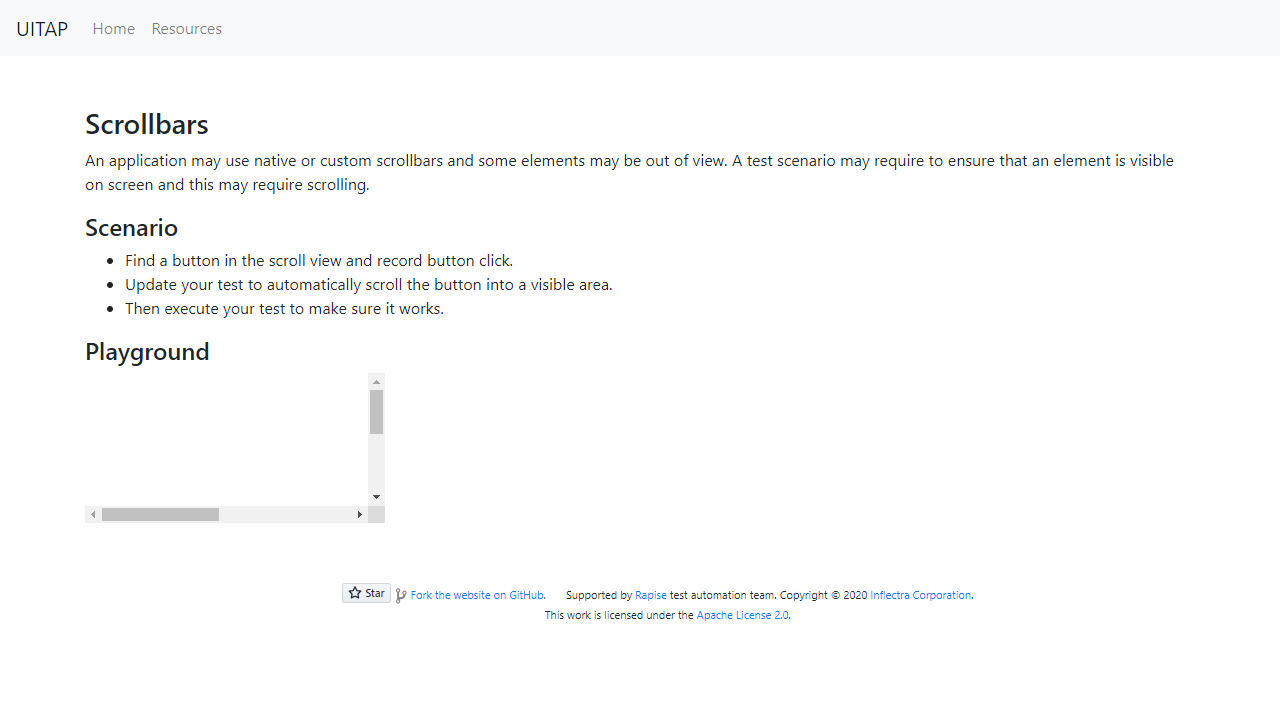 UITAP Home Resources
Scrollbars
An application may use native or custom scrollbars and some elements may be out of view. A test scenario may require to ensure that an element is visible
on screen and this may require scrolling.
Scenario
Find a button in the scroll view and record button click.
Update your test to automatically scroll the button into a visible area.
Then execute your test to make sure it works.
Playground
Star Fork the website on GitHub. Supported by Rapise test automation team. Copyright © 2020 Inflectra Corporation.
This work is licensed under the Apache License 2.0.